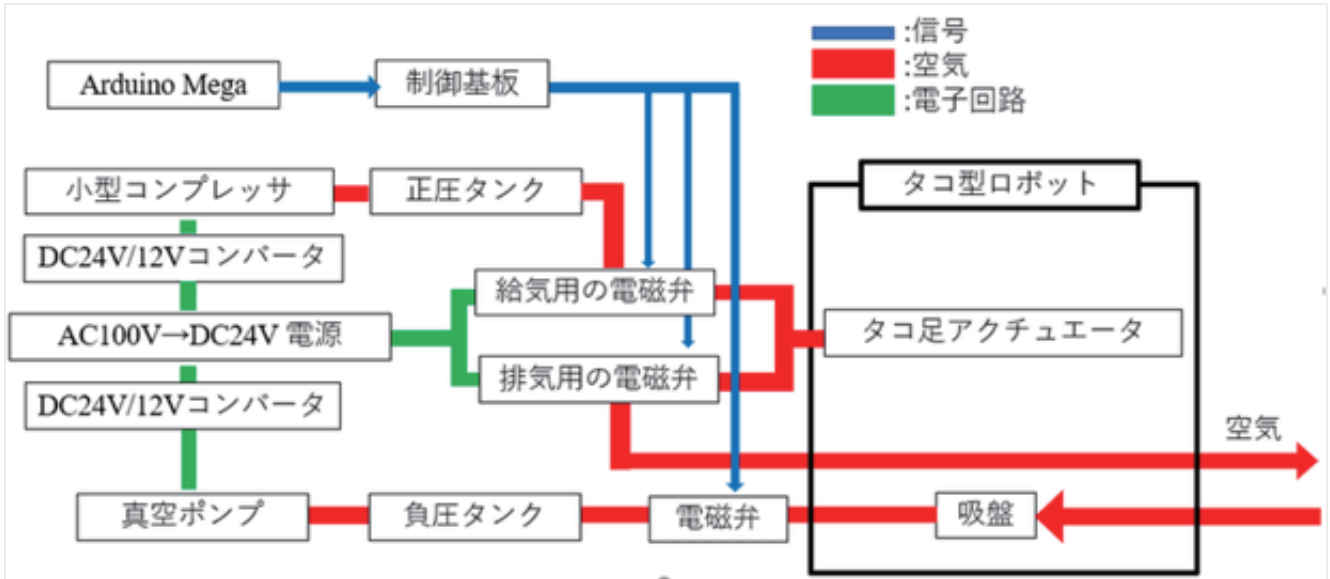 :信号
Arduino Mega
制御基板
:空気
:電子回路
小型コンプレッサ
正圧タンク
タコ型ロボット
DC24V/12Vコンバータ
給気用の電磁弁
AC100V→DC24V 電源
タコ足アクチュエータ
排気用の電磁弁
DC24V/12Vコンバータ
空気
真空ポンプ
負圧タンク
電磁弁
吸盤